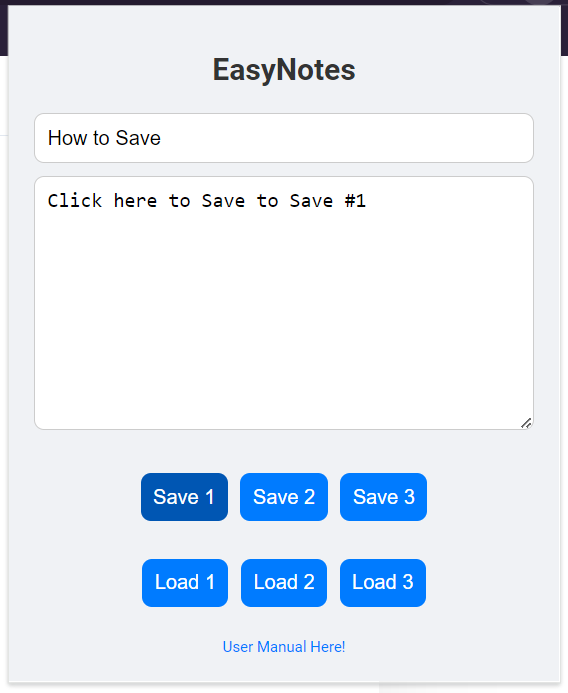 EasyNotes
How to Save
Click here to Save to Save #1
Save 1 Save 2 Save 3
Load 1 Load 2 Load 3
User Manual Here!